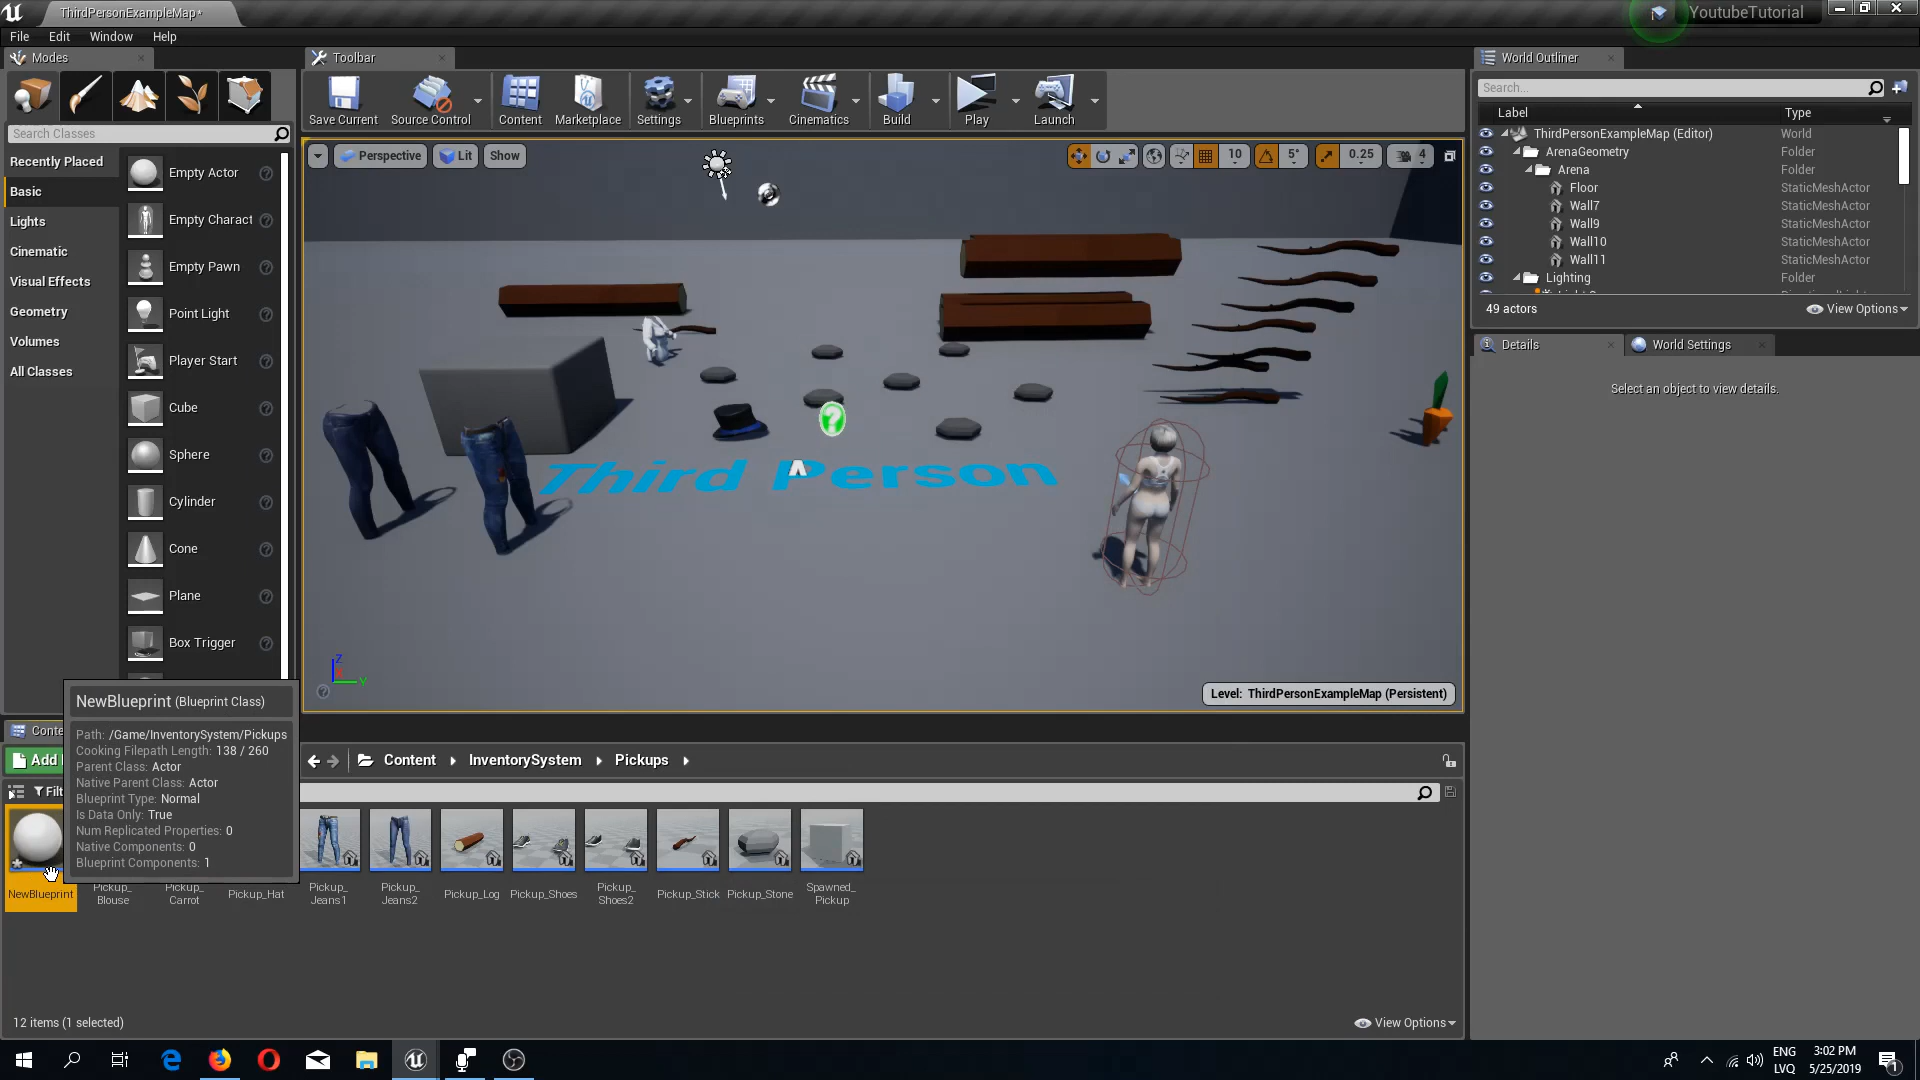 ThirdPersonExampleMap*
YoutubeTutorial
File Edit Window Help
Modes
Toolbar
World Outliner
Save Current
Source Control
Content
Marketplace
Settings
Blueprints
Cinematics
Build
Play
Launch
Search...
Label Type
Search Classes
Recently Placed
Basic
Lights
Cinematic
Visual Effects
Geometry
Volumes
All Classes
Empty Actor
Empty Charact
Empty Pawn
Point Light
Player Start
Cube
Sphere
Cylinder
Cone
Plane
Box Trigger
Perspective
Lit
Show
10
5°
0.25
4
Third Person
Z
Level: ThirdPersonExampleMap (Persistent)
ThirdPersonExampleMap (Editor) World
ArenaGeometry Folder
Arena Folder
Floor StaticMeshActor
Wall7 StaticMeshActor
Wall9 StaticMeshActor
Wall10 StaticMeshActor
Wall11 StaticMeshActor
Lighting Folder
49 actors
View Options
Details
World Settings
Select an object to view details.
NewBlueprint (Blueprint Class)
Path: /Game/InventorySystem/Pickups
Cooking Filepath Length: 138 / 260
Parent Class: Actor
Native Parent Class: Actor
Blueprint Type: Normal
Is Data Only: True
Num Replicated Properties: 0
Native Components: 0
Blueprint Components: 1
Conte
Add
Filt
Content
InventorySystem
Pickups
NewBlueprint
Pickup_
Blouse
Pickup_
Carrot
Pickup_Hat
Pickup_
Jeans1
Pickup_
Jeans2
Pickup_Log
Pickup_Shoes
Pickup_
Shoes2
Pickup_Stick
Pickup_Stone
Spawned_
Pickup
12 items (1 selected)
View Options
ENG
LVQ
3:02 PM
5/25/2019
1